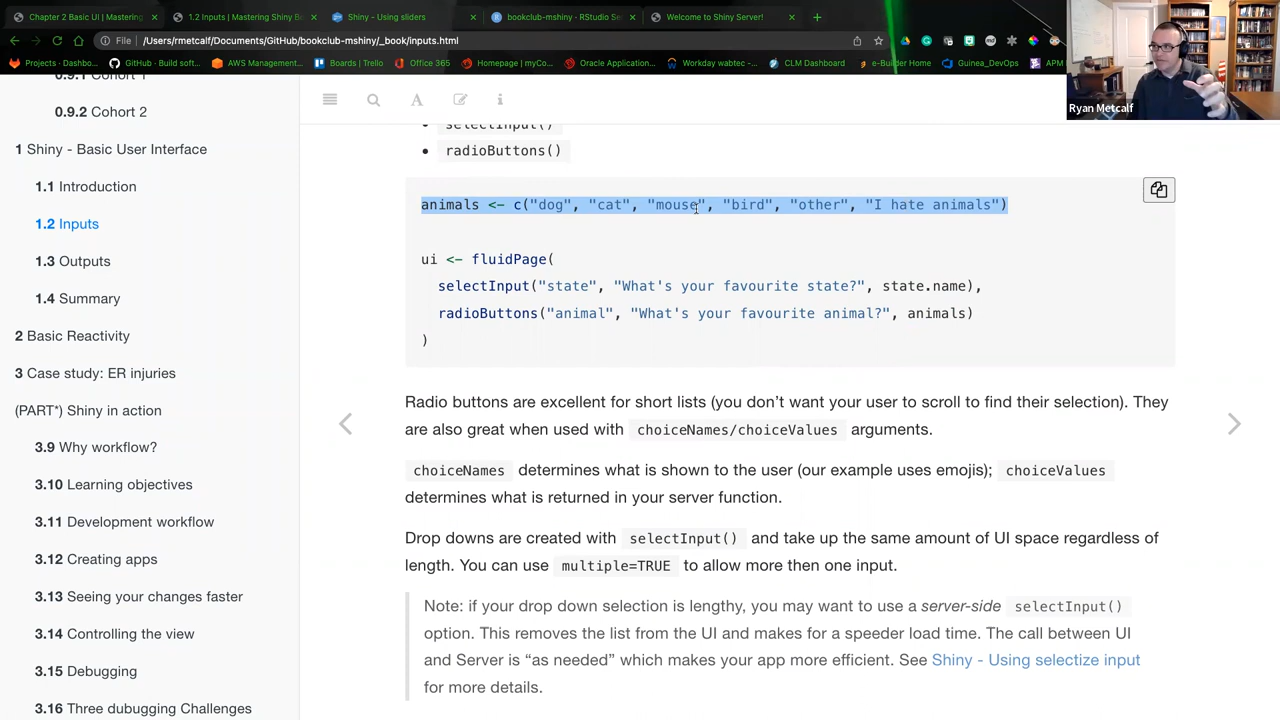 Chapter 2 Basic UI | Mastering
1.2 Inputs | Mastering Shiny B
Shiny - Using sliders
bookclub-mshiny - RStudio Se
Welcome to Shiny Server!
File /Users/rmetcalf/Documents/GitHub/bookclub-mshiny/_book/inputs.html
Projects - Dashbo...
GitHub - Build soft...
AWS Management...
Boards | Trello
Office 365
Homepage | myCo...
Oracle Application...
Workday wabtec -...
CLM Dashboard
e-Builder Home
Guinea_DevOps
APM
Ryan Metcalf
0.9.1 Cohort 1
0.9.2 Cohort 2
1 Shiny - Basic User Interface
1.1 Introduction
1.2 Inputs
1.3 Outputs
1.4 Summary
2 Basic Reactivity
3 Case study: ER injuries
(PART*) Shiny in action
3.9 Why workflow?
3.10 Learning objectives
3.11 Development workflow
3.12 Creating apps
3.13 Seeing your changes faster
3.14 Controlling the view
3.15 Debugging
3.16 Three dubugging Challenges
selectInput()
radioButtons()
animals <- c("dog", "cat", "mouse", "bird", "other", "I hate animals")
ui <- fluidPage(
selectInput("state", "What's your favourite state?", state.name),
radioButtons("animal", "What's your favourite animal?", animals)
)
Radio buttons are excellent for short lists (you don't want your user to scroll to find their selection). They
are also great when used with choiceNames/choiceValues arguments.
choiceNames determines what is shown to the user (our example uses emojis); choiceValues
determines what is returned in your server function.
Drop downs are created with selectInput() and take up the same amount of UI space regardless of
length. You can use multiple=TRUE to allow more then one input.
Note: if your drop down selection is lengthy, you may want to use a server-side selectInput()
option. This removes the list from the UI and makes for a speeder load time. The call between UI
and Server is "as needed" which makes your app more efficient. See Shiny - Using selectize input
for more details.